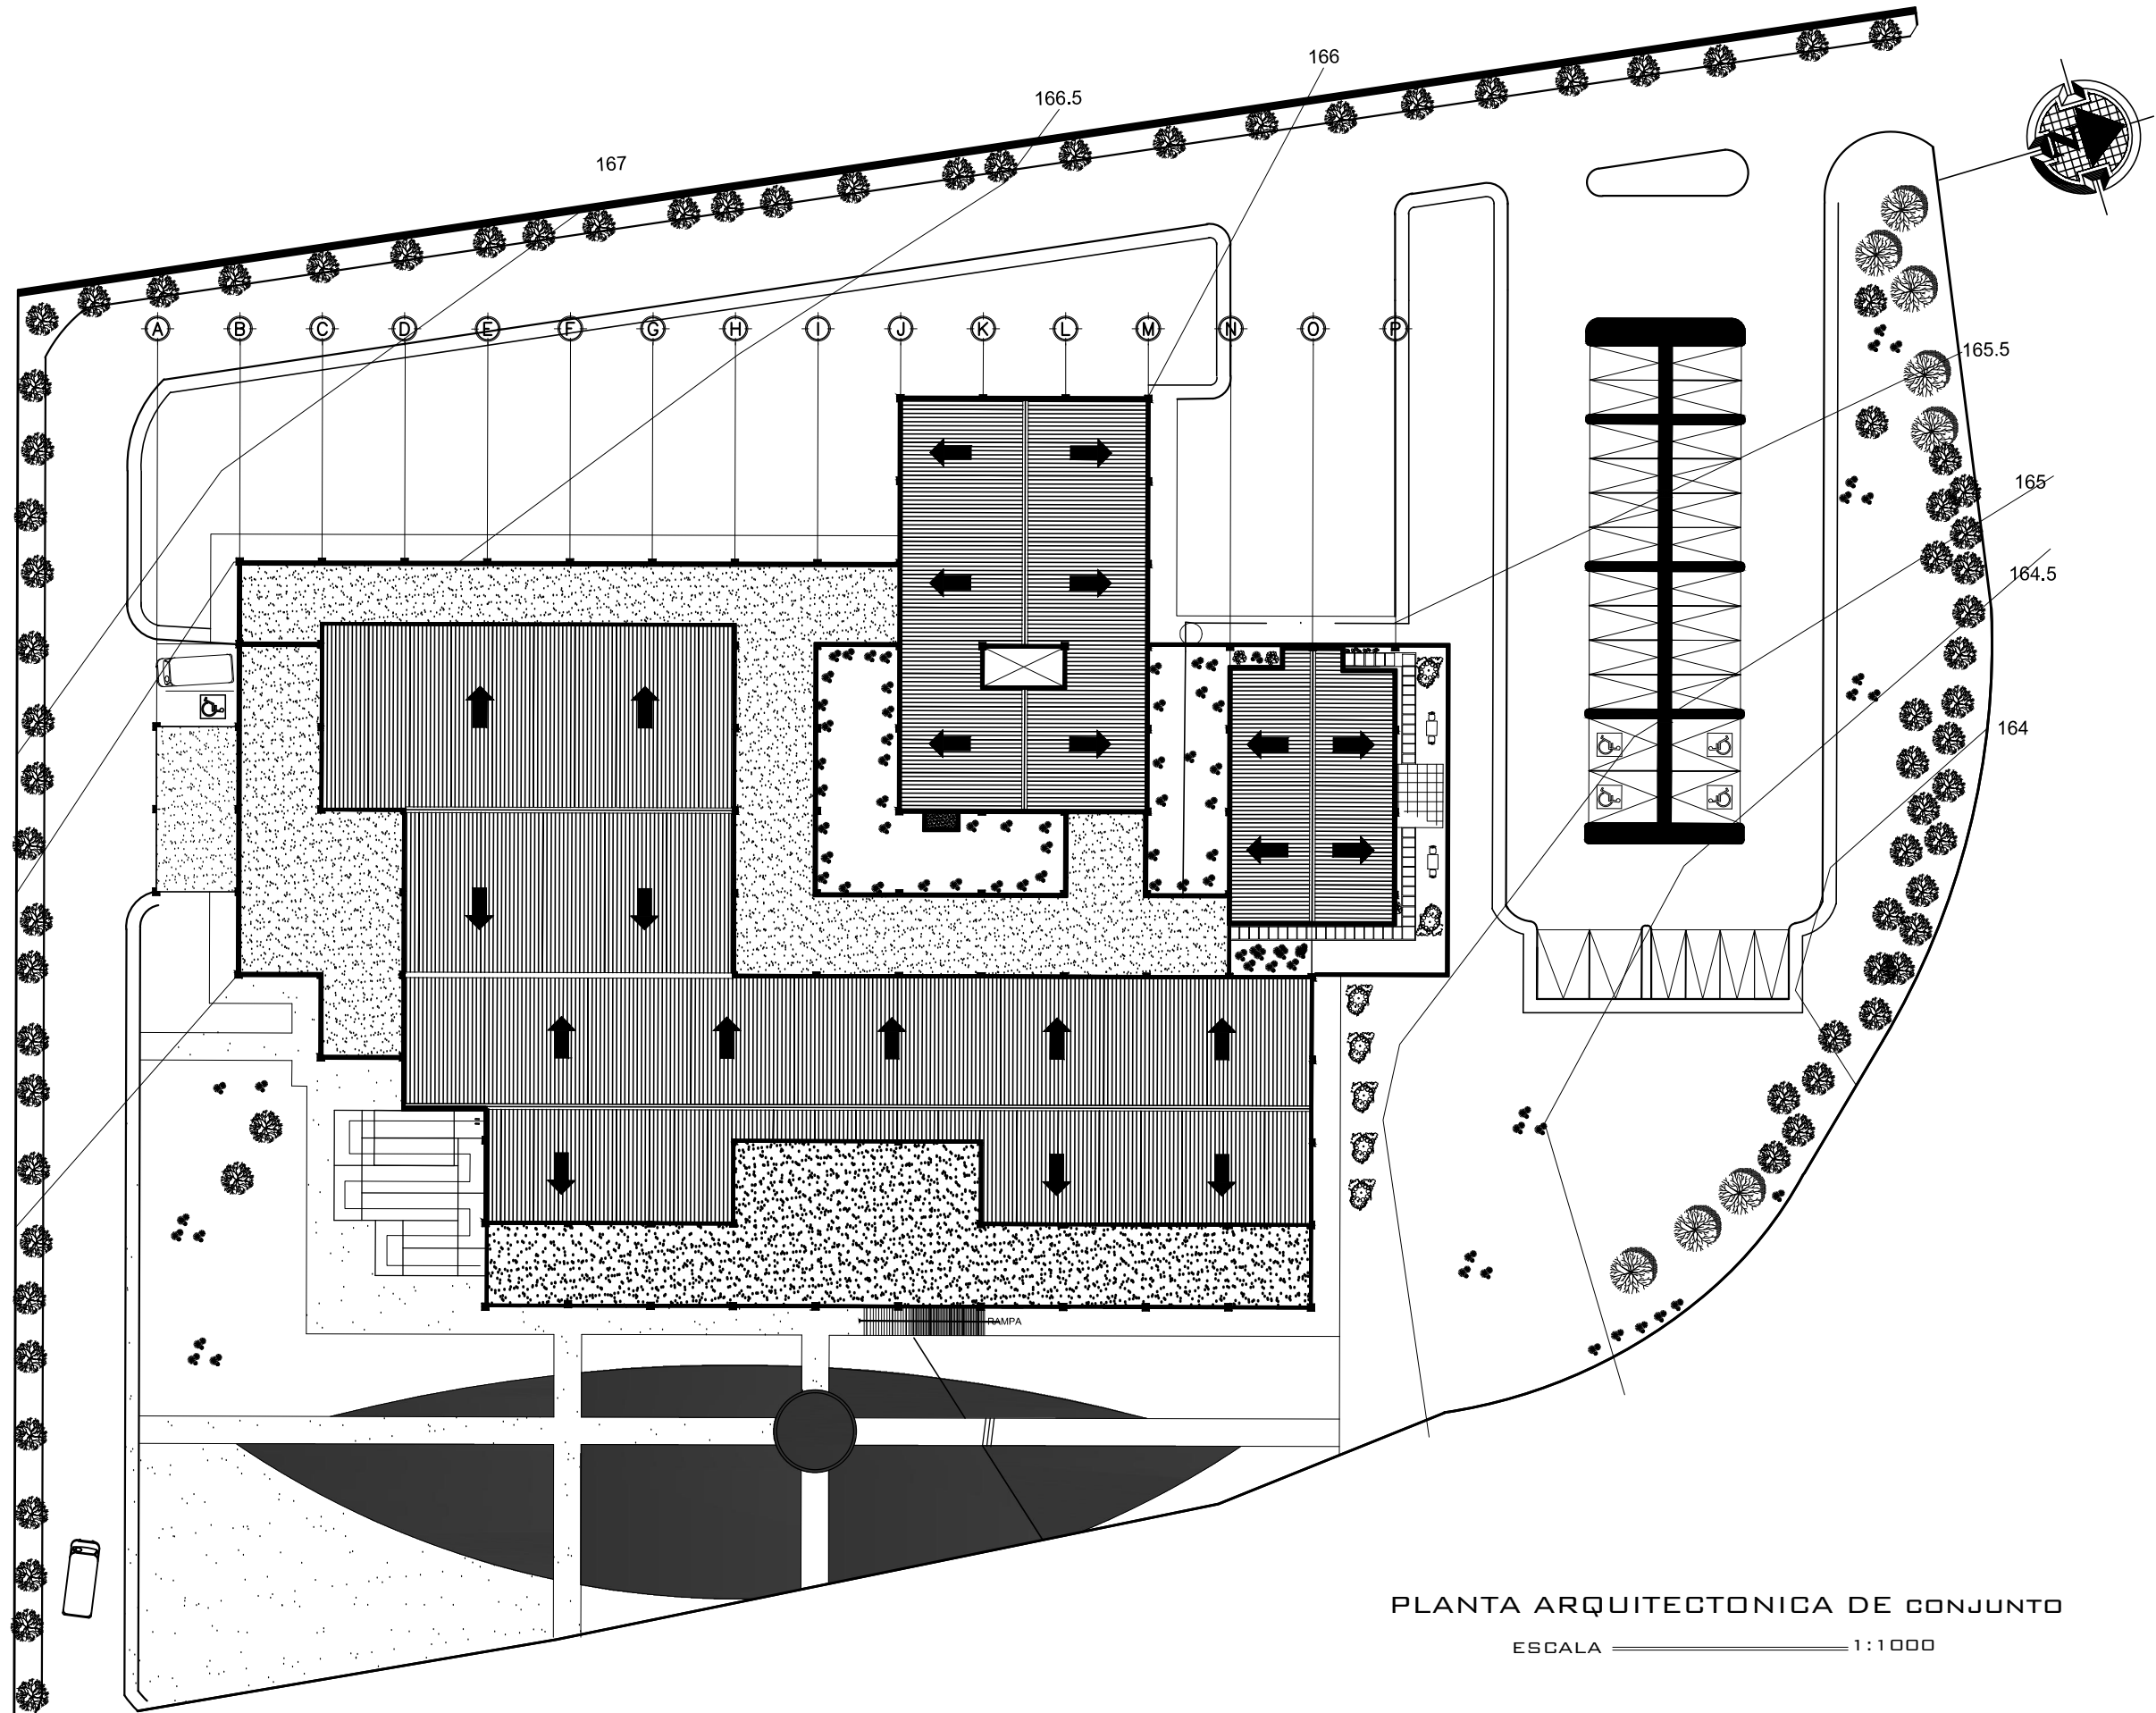 166
166.5
167
A B C D E F G H I J K L M N O P
165.5
165
164.5
164
RAMPA
PLANTA ARQUITECTONICA DE CONJUNTO
ESCALA 1:1000